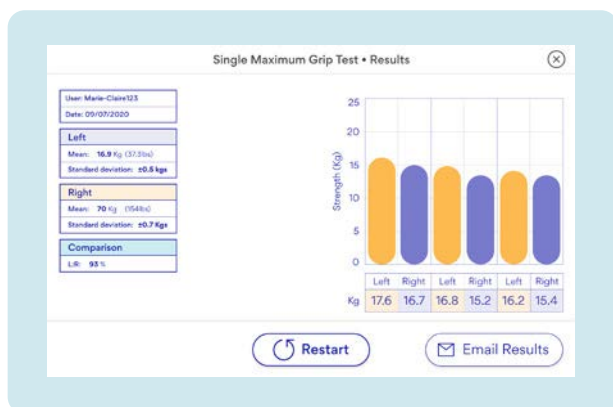 Single Maximum Grip Test • Results
User: Marie-Claire123
Date: 09/07/2020
Left
Mean: 16.9 Kg (37.3lbs)
Standard deviation: ±0.5 kgs
Right
Mean: 70 Kg (154lbs)
Standard deviation: ±0.7 Kgs
Comparison
L:R: 93 %
Strength (Kg)
25
20
15
10
5
0
Left Right Left Right Left Right
Kg 17.6 16.7 16.8 15.2 16.2 15.4
Restart
Email Results